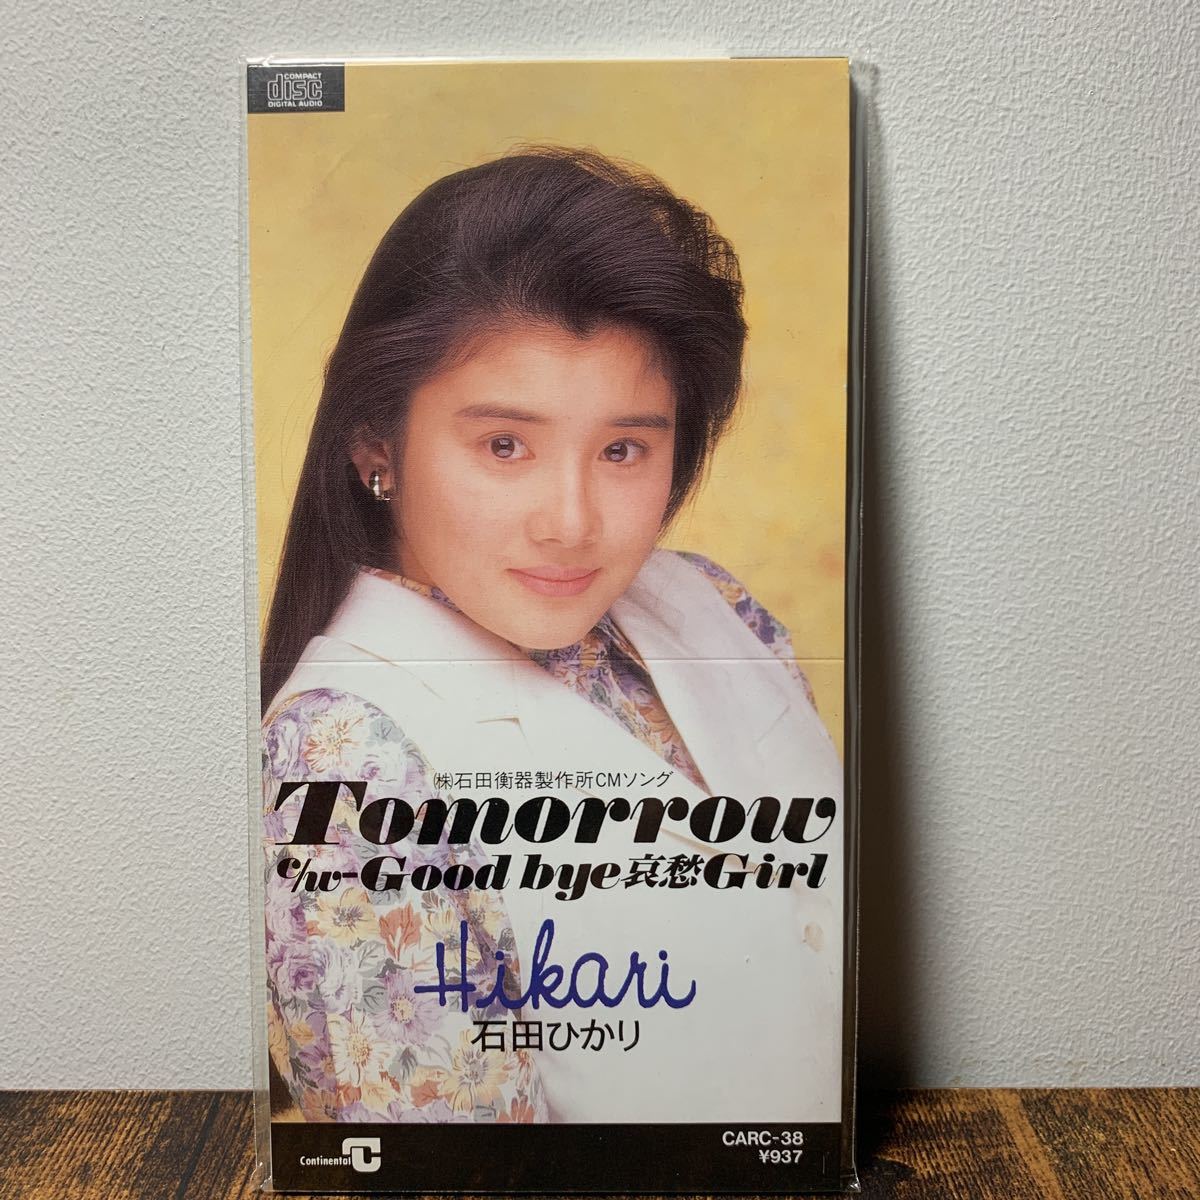 COMPACT
disc
DIGITAL AUDIO
㈱石田衡器製作所CMソング
Tomorrow
c/w-Good bye哀愁Girl
Hikari
石田ひかり
Continental
CARC-38
¥937